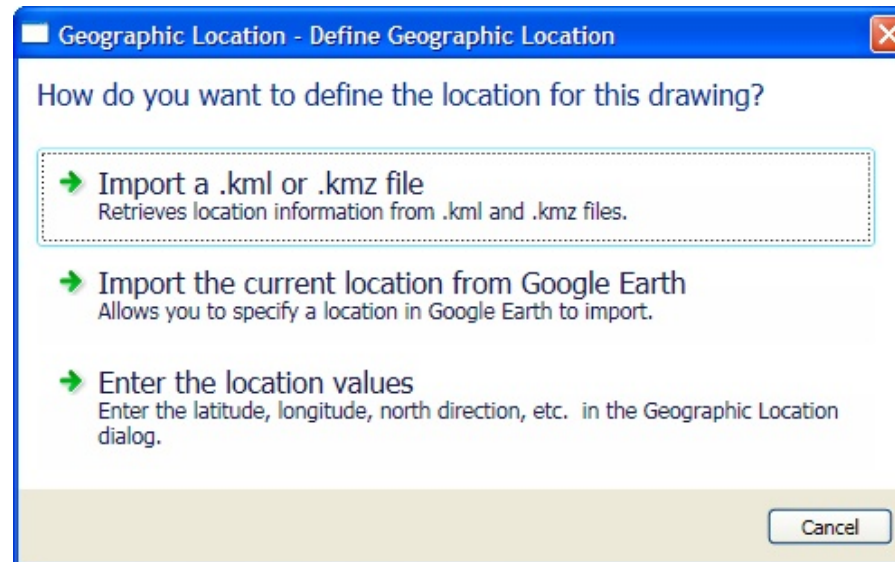 Geographic Location - Define Geographic Location
How do you want to define the location for this drawing?
Import a .kml or .kmz file
Retrieves location information from .kml and .kmz files.
Import the current location from Google Earth
Allows you to specify a location in Google Earth to import.
Enter the location values
Enter the latitude, longitude, north direction, etc.  in the Geographic Location
dialog.
Cancel